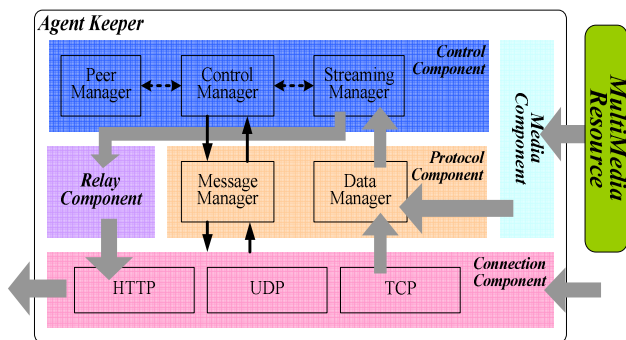 Agent Keeper
Control
Component
Peer
Manager
Control
Manager
Streaming
Manager
Media
Component
MultiMedia
Resource
Relay
Component
Message
Manager
Data
Manager
Protocol
Component
Connection
Component
HTTP
UDP
TCP